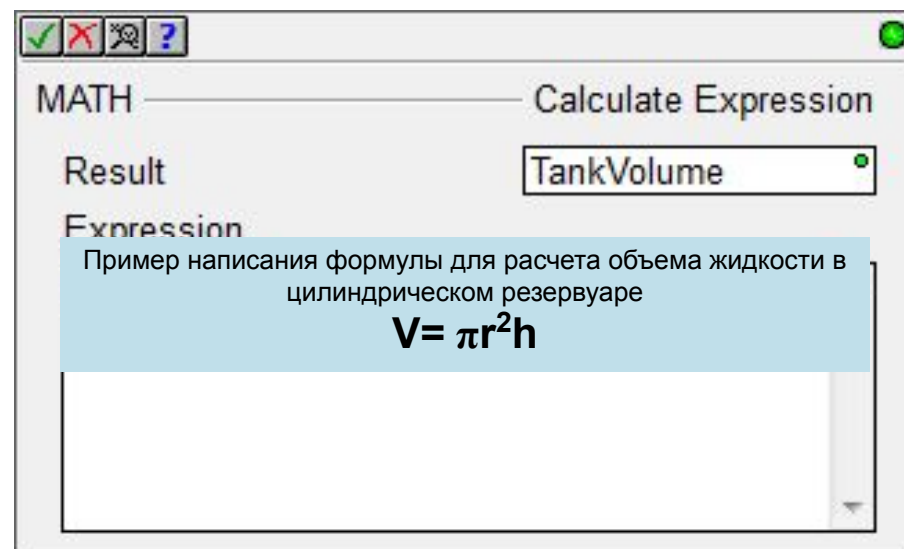 ?
MATH Calculate Expression
Result TankVolume
Expression
Пример написания формулы для расчета объема жидкости в
цилиндрическом резервуаре
V= πr²h